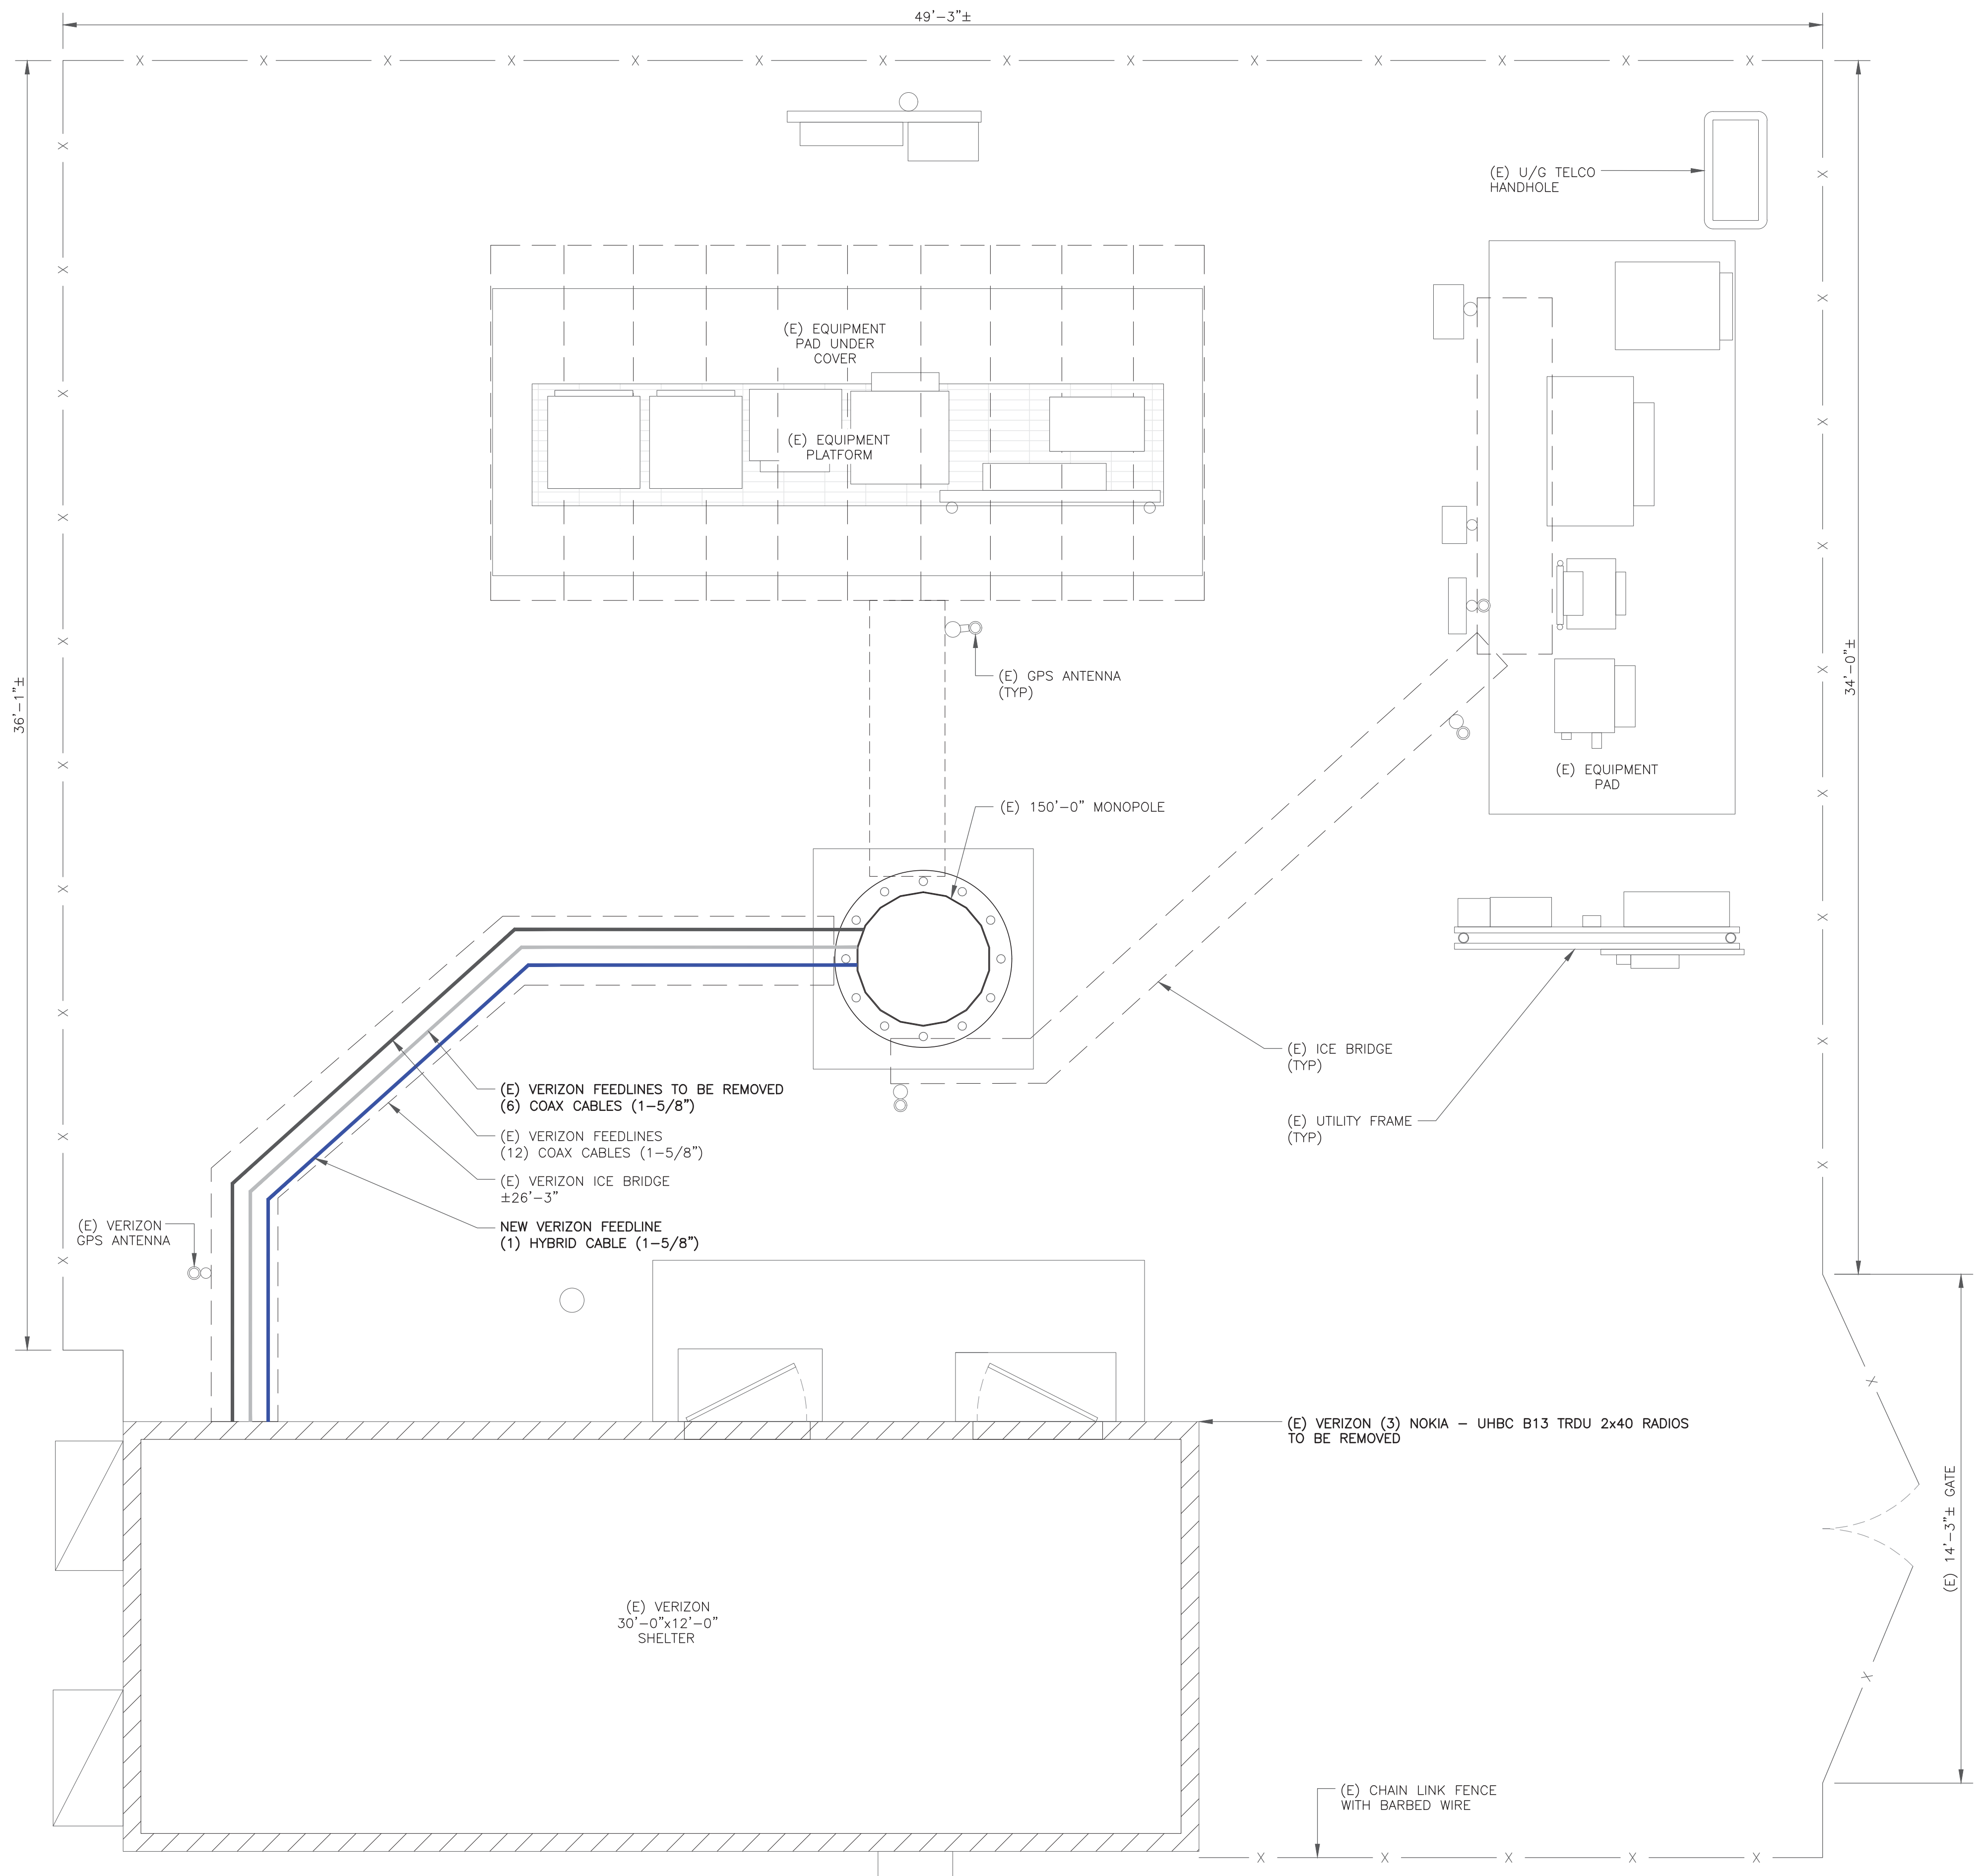 49'-3"±
(E) U/G TELCO
HANDHOLE
(E) EQUIPMENT
PAD UNDER
COVER
(E) EQUIPMENT
PLATFORM
36'-1"±
34'-0"±
(E) GPS ANTENNA
(TYP)
(E) EQUIPMENT
PAD
(E) 150'-0" MONOPOLE
(E) ICE BRIDGE
(TYP)
(E) UTILITY FRAME
(TYP)
(E) VERIZON FEEDLINES TO BE REMOVED
(6) COAX CABLES (1-5/8")
(E) VERIZON FEEDLINES
(12) COAX CABLES (1-5/8")
(E) VERIZON ICE BRIDGE
±26'-3"
NEW VERIZON FEEDLINE
(1) HYBRID CABLE (1-5/8")
(E) VERIZON
GPS ANTENNA
(E) VERIZON (3) NOKIA - UHBC B13 TRDU 2x40 RADIOS
TO BE REMOVED
(E) 14'-3"± GATE
(E) VERIZON
30'-0"x12'-0"
SHELTER
(E) CHAIN LINK FENCE
WITH BARBED WIRE